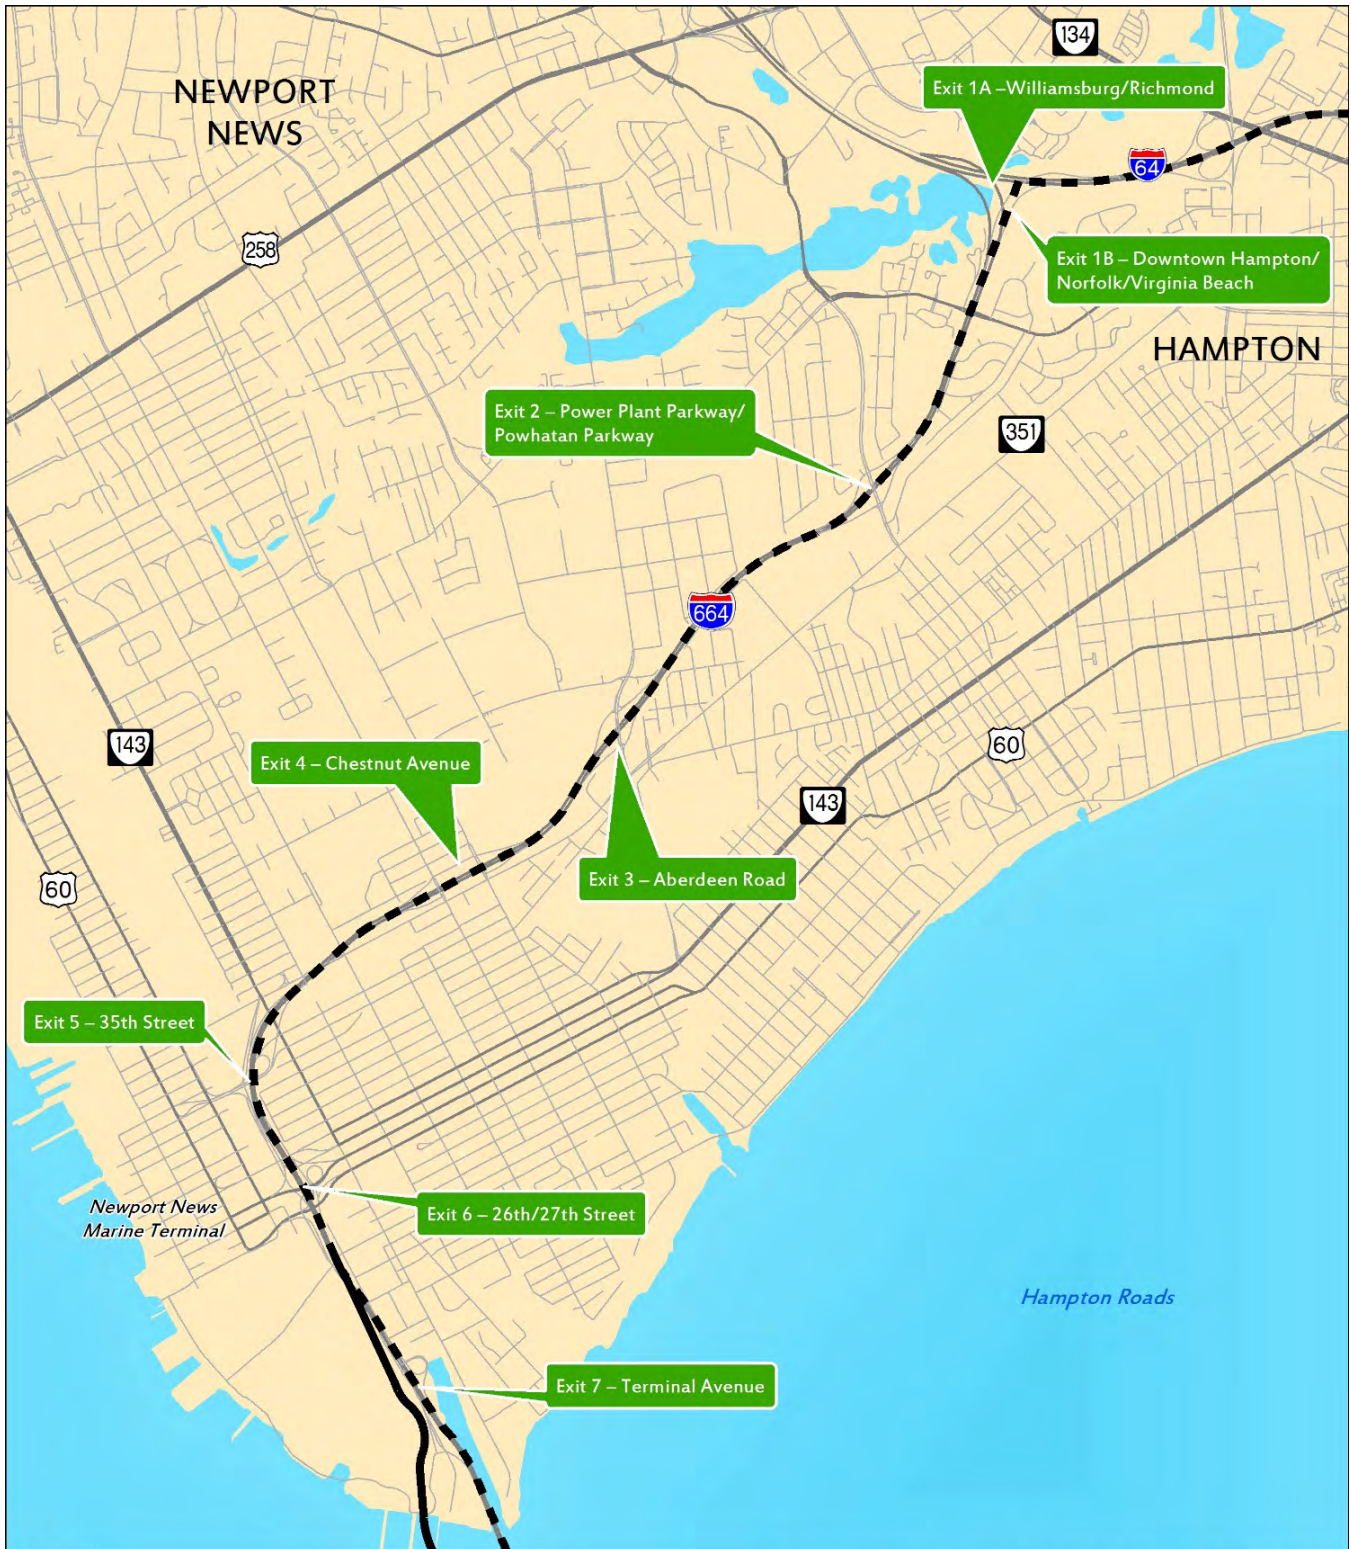 134
NEWPORT
NEWS
Exit 1A –Williamsburg/Richmond
64
258
Exit 1B – Downtown Hampton/
Norfolk/Virginia Beach
HAMPTON
Exit 2 – Power Plant Parkway/
Powhatan Parkway
351
664
143
60
Exit 4 – Chestnut Avenue
143
Exit 3 – Aberdeen Road
60
Exit 5 – 35th Street
Newport News
Marine Terminal
Exit 6 – 26th/27th Street
Hampton Roads
Exit 7 – Terminal Avenue